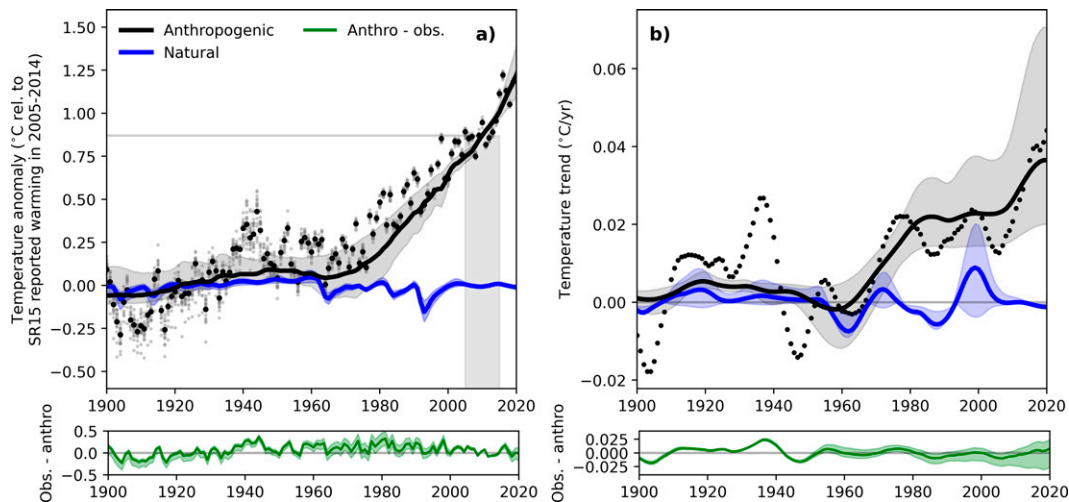 Anthropogenic
Natural
Anthro - obs.
a)
Temperature anomaly (°C rel. to
SR15 reported warming in 2005-2014)
1.50
1.25
1.00
0.75
0.50
0.25
0.00
−0.25
−0.50
1900 1920 1940 1960 1980 2000 2020
Obs. - anthro
0.5
0.0
−0.5
1900 1920 1940 1960 1980 2000 2020
b)
Temperature trend (°C/yr)
0.06
0.04
0.02
0.00
−0.02
1900 1920 1940 1960 1980 2000 2020
Obs. - anthro
0.025
0.000
−0.025
1900 1920 1940 1960 1980 2000 2020